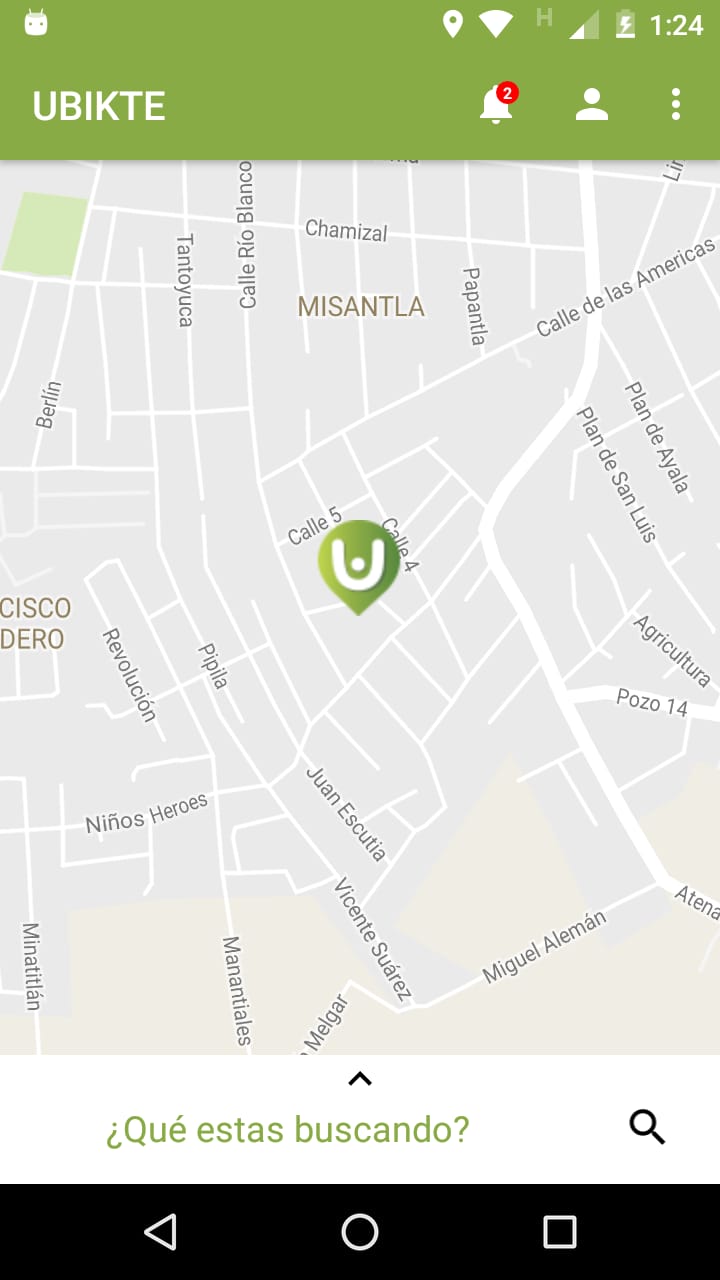 H
1:24
UBIKTE
2
Calle Río Blanco
Chamizal
Tantoyuca
Papantla
Calle de las Americas
MISANTLA
Berlín
Plan de Ayala
Plan de San Luis
Calle 5
Calle 4
U
CISCO
DERO
Agricultura
Revolución
Pipila
Pozo 14
Juan Escutia
Niños Heroes
Vicente Suárez
Atena
Miguel Alemán
Minatitlán
Manantiales
Melgar
¿Qué estas buscando?